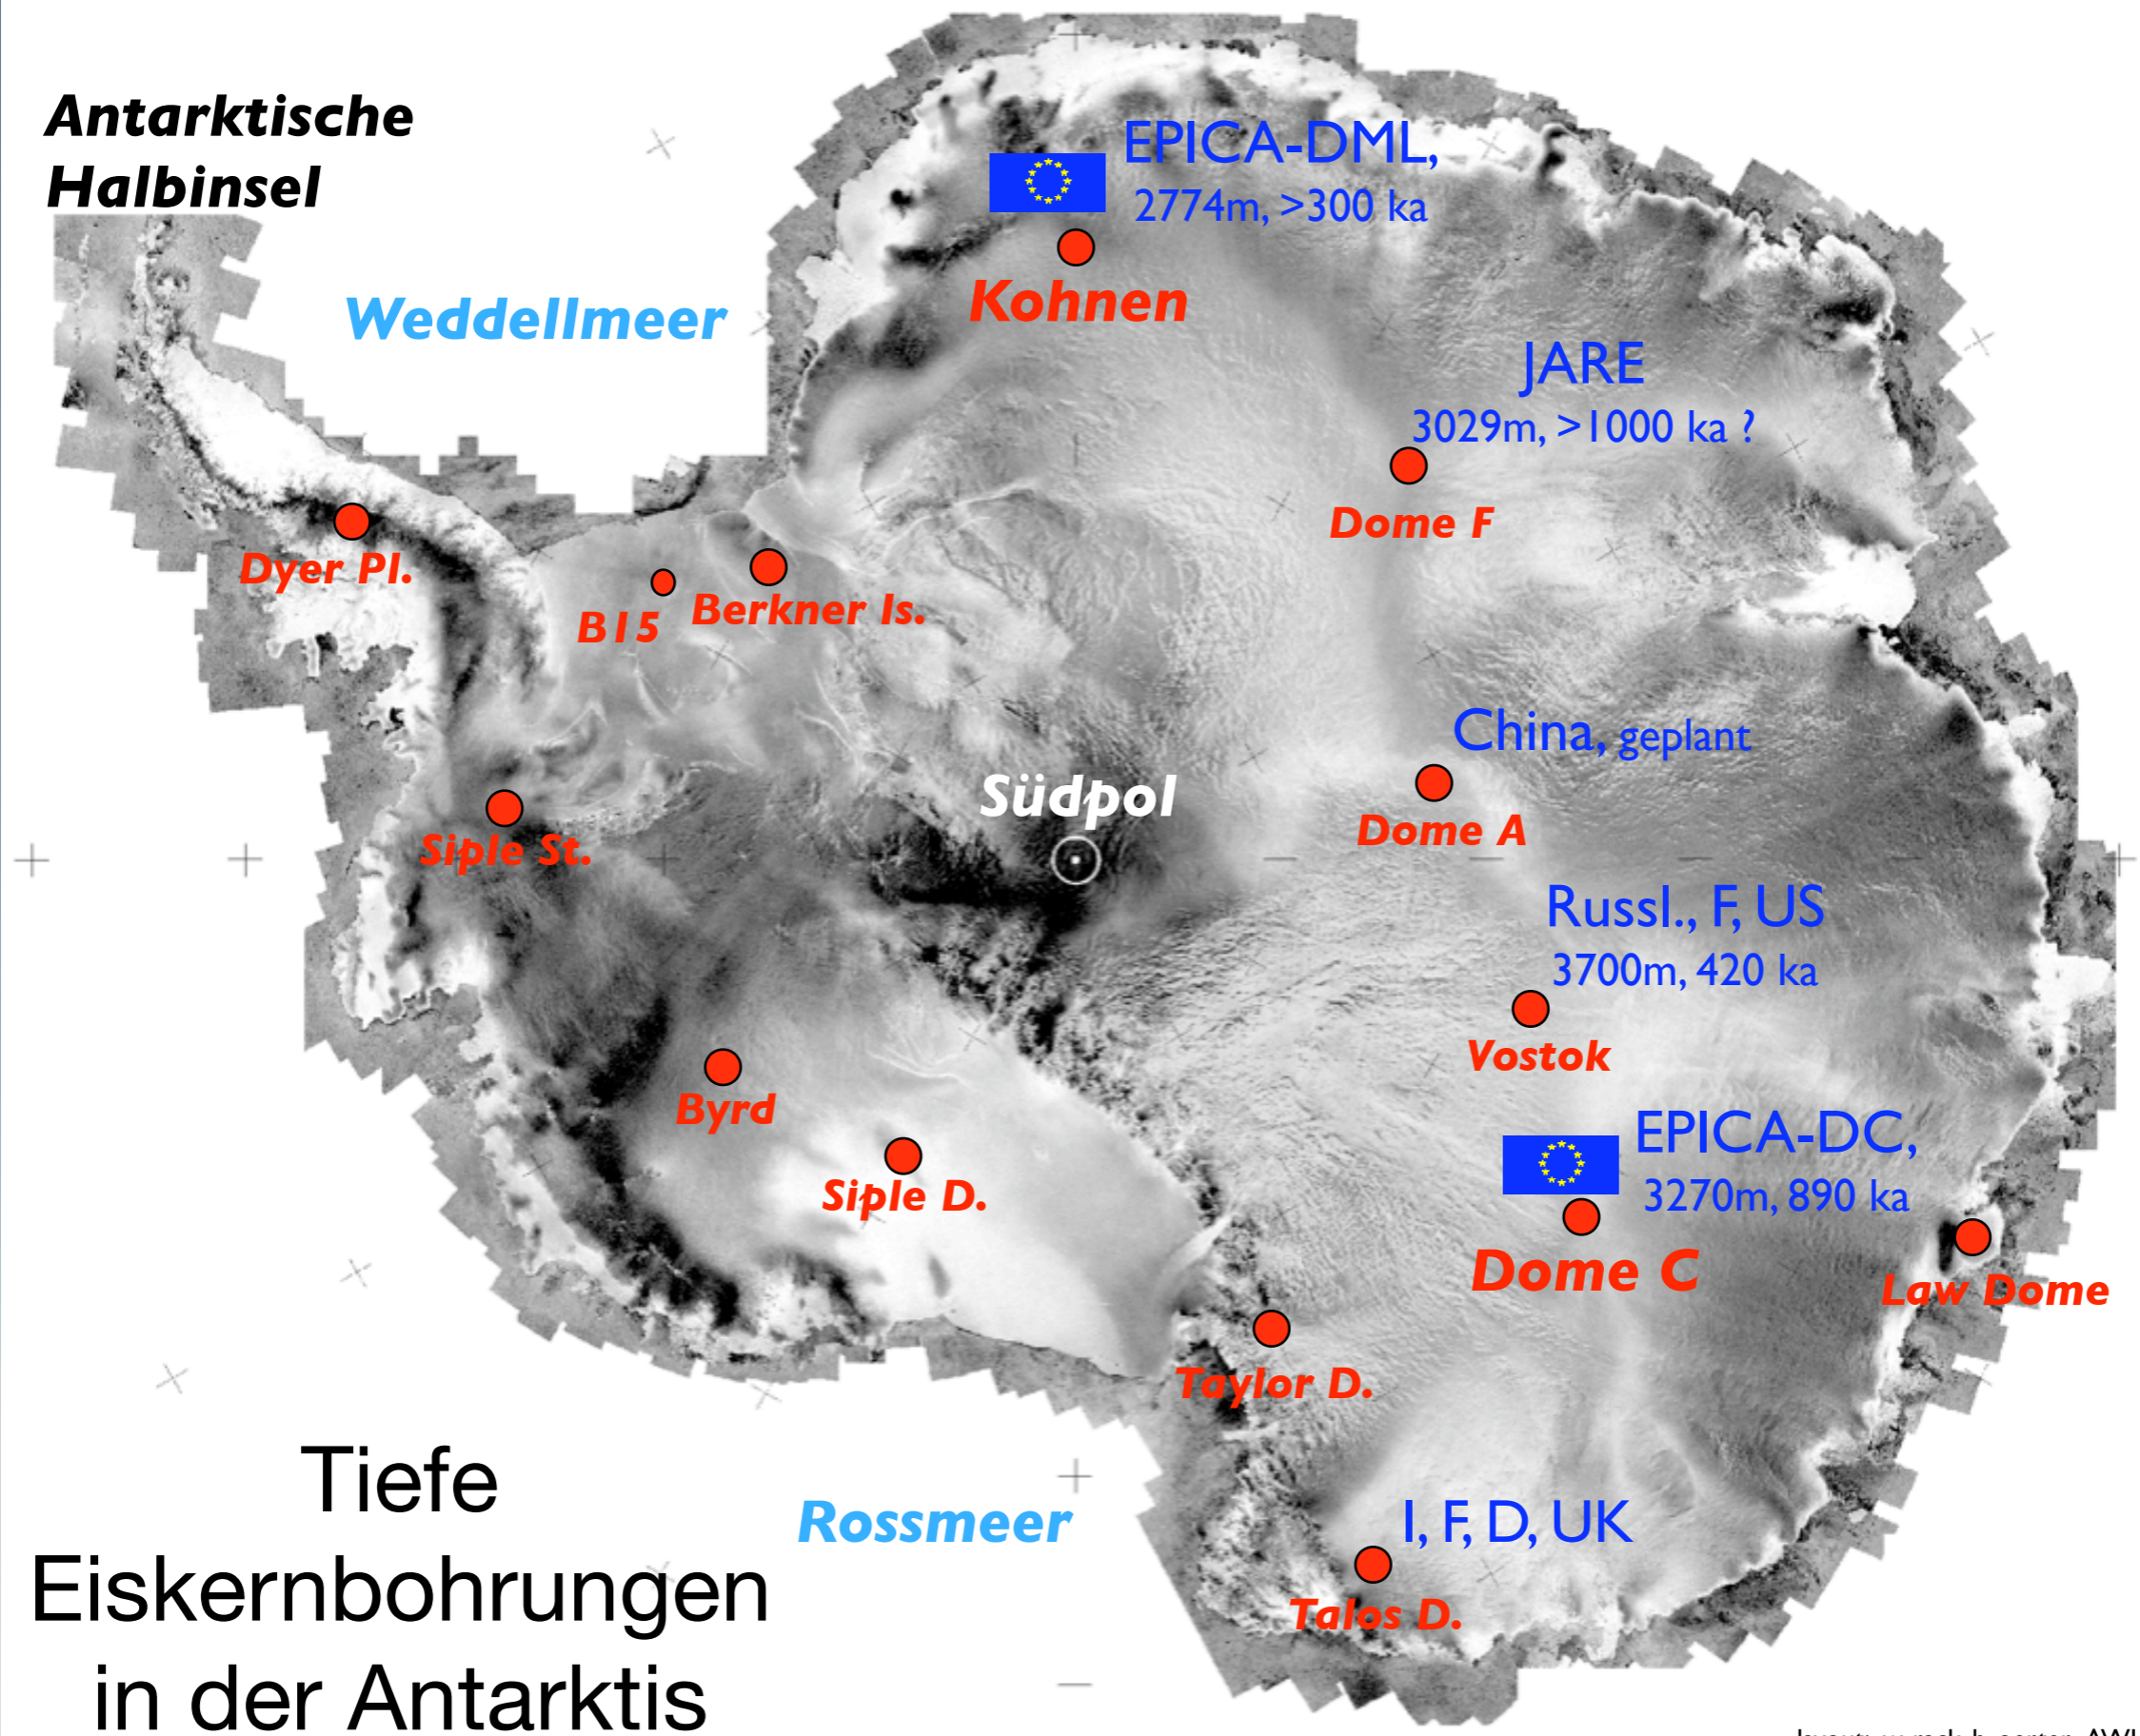 Antarktische
Halbinsel
EPICA-DML,
2774m, >300 ka
Kohnen
Weddellmeer
JARE
3029m, >1000 ka ?
Dome F
Dyer Pl.
B15
Berkner Is.
China, geplant
Südpol
Dome A
Siple St.
Russl., F, US
3700m, 420 ka
Vostok
Byrd
EPICA-DC,
3270m, 890 ka
Siple D.
Dome C
Law Dome
Taylor D.
Tiefe
Eiskernbohrungen
in der Antarktis
Rossmeer
I, F, D, UK
Talos D.